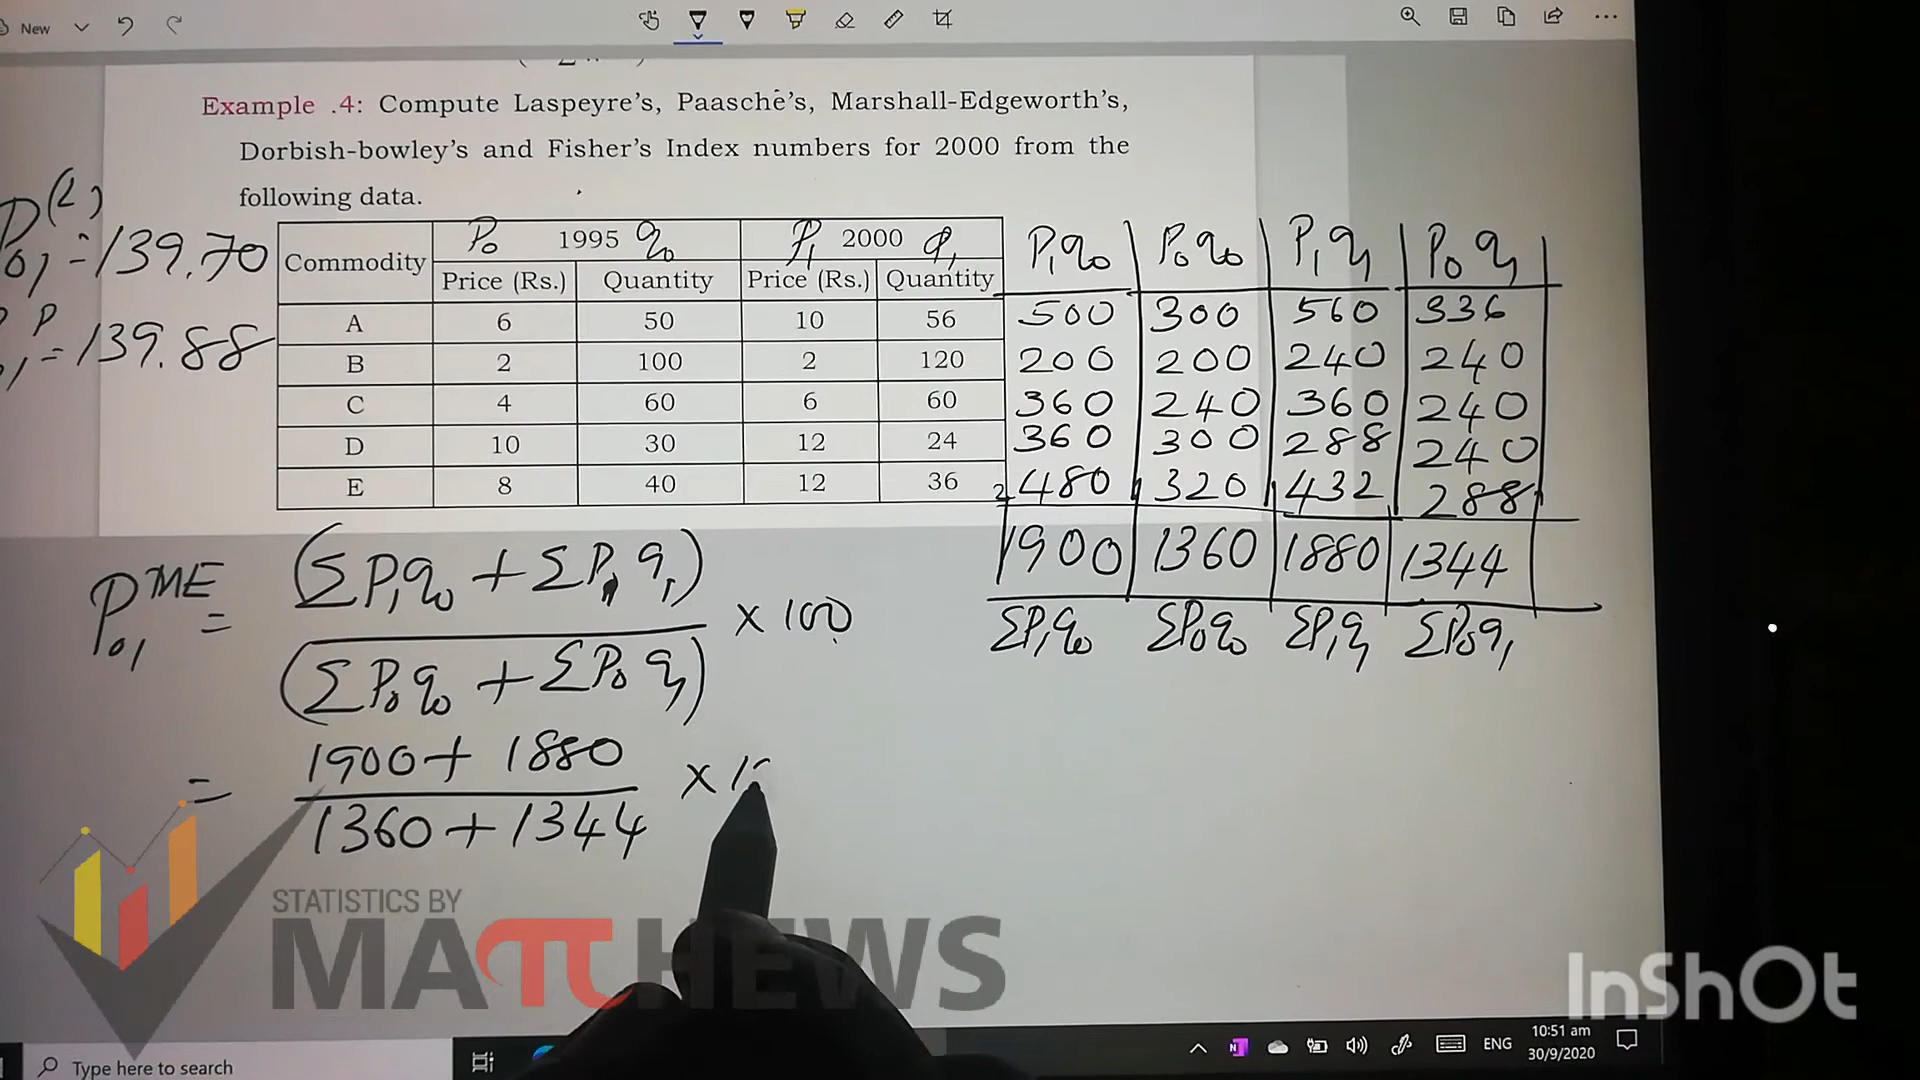 New
Example .4: Compute Laspeyre's, Paasche's, Marshall-Edgeworth's,
Dorbish-bowley's and Fisher's Index numbers for 2000 from the
following data.
P01(L) = 139.70
P = 139.88
Commodity P0 1995 q0 P1 2000 q1
Price (Rs.) Quantity Price (Rs.) Quantity P1q0 P0q0 P1q1 P0q1
A 6 50 10 56 500 300 560 336
B 2 100 2 120 200 200 240 240
C 4 60 6 60 360 240 360 240
D 10 30 12 24 360 300 288 240
E 8 40 12 36 480 320 432 288
2
1900 1360 1880 1344
ΣP1q0 ΣP0q0 ΣP1q1 ΣP0q1
P01 ME = (ΣP1q0 + ΣP1q1) / (ΣP0q0 + ΣP0q1) × 100
= 1900 + 1880 / 1360 + 1344 × 1
STATISTICS BY
MATHEWS
InShOt
Type here to search
ENG
10:51 am
30/9/2020